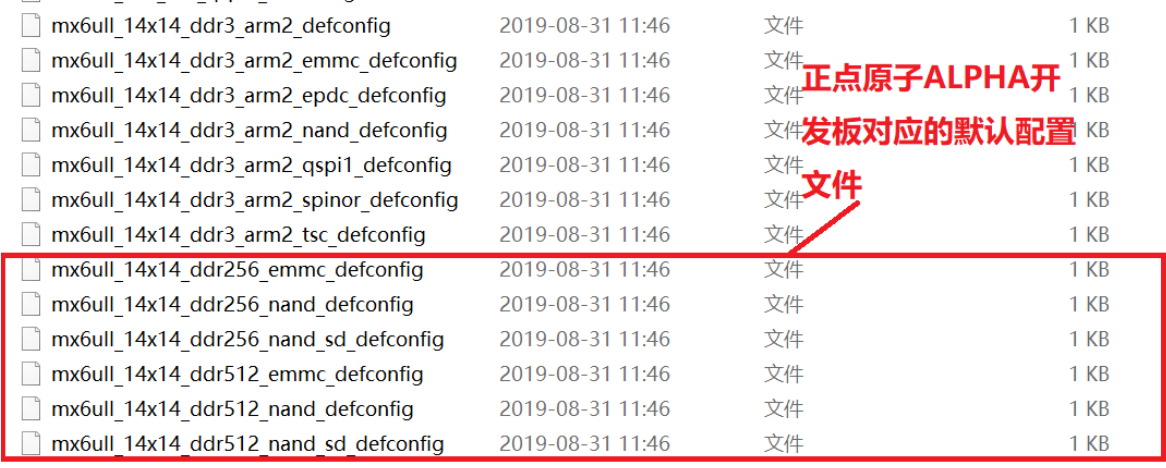 mx6ull_14x14_ddr3_arm2_defconfig 2019-08-31 11:46 文件 1 KB
mx6ull_14x14_ddr3_arm2_emmc_defconfig 2019-08-31 11:46 文件 1 KB
mx6ull_14x14_ddr3_arm2_epdc_defconfig 2019-08-31 11:46 文件 1 KB
mx6ull_14x14_ddr3_arm2_nand_defconfig 2019-08-31 11:46 文件 1 KB
mx6ull_14x14_ddr3_arm2_qspi1_defconfig 2019-08-31 11:46 文件 1 KB
mx6ull_14x14_ddr3_arm2_spinor_defconfig 2019-08-31 11:46 文件 1 KB
mx6ull_14x14_ddr3_arm2_tsc_defconfig 2019-08-31 11:46 文件 1 KB
正点原子ALPHA开
发板对应的默认配置
文件
mx6ull_14x14_ddr256_emmc_defconfig 2019-08-31 11:46 文件 1 KB
mx6ull_14x14_ddr256_nand_defconfig 2019-08-31 11:46 文件 1 KB
mx6ull_14x14_ddr256_nand_sd_defconfig 2019-08-31 11:46 文件 1 KB
mx6ull_14x14_ddr512_emmc_defconfig 2019-08-31 11:46 文件 1 KB
mx6ull_14x14_ddr512_nand_defconfig 2019-08-31 11:46 文件 1 KB
mx6ull_14x14_ddr512_nand_sd_defconfig 2019-08-31 11:46 文件 1 KB